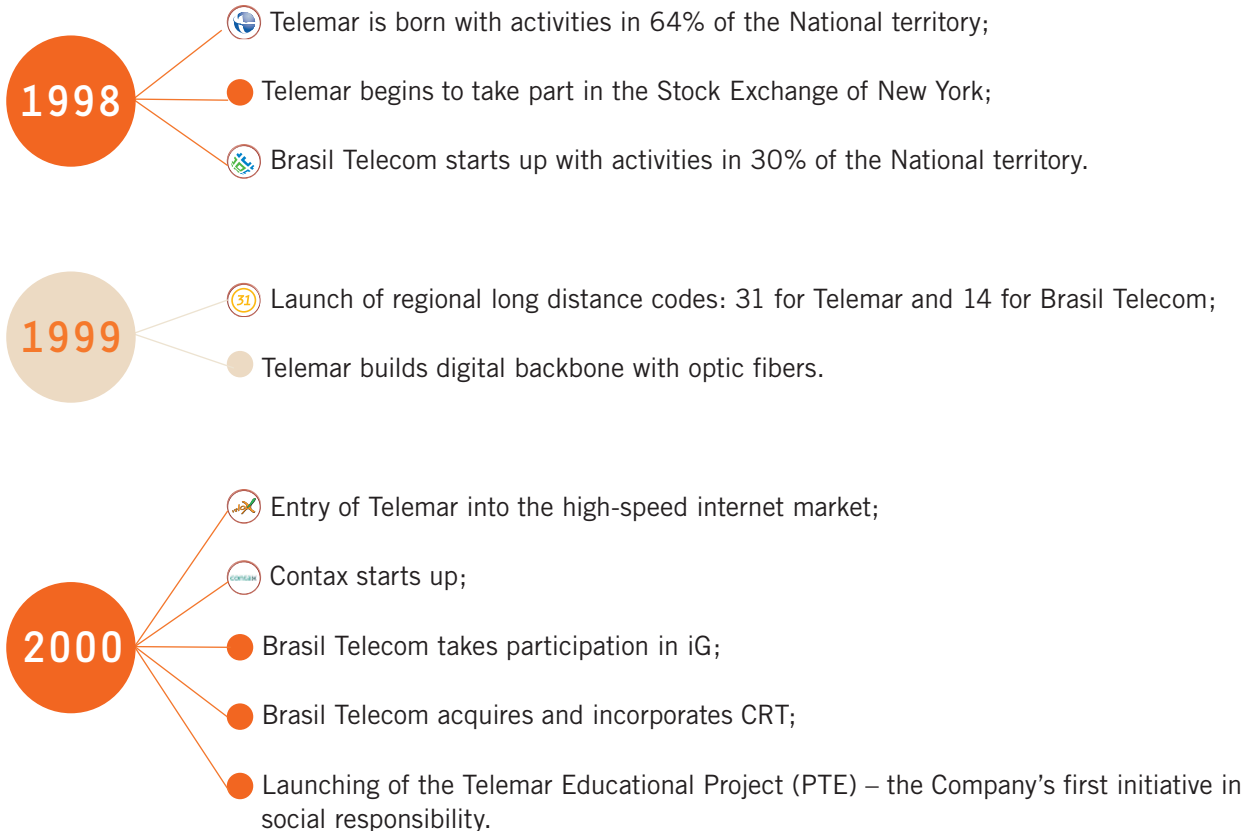 1998
Telemar is born with activities in 64% of the National territory;
Telemar begins to take part in the Stock Exchange of New York;
Brasil Telecom starts up with activities in 30% of the National territory.
1999
31
Launch of regional long distance codes: 31 for Telemar and 14 for Brasil Telecom;
Telemar builds digital backbone with optic fibers.
2000
Entry of Telemar into the high-speed internet market;
contax
Contax starts up;
Brasil Telecom takes participation in iG;
Brasil Telecom acquires and incorporates CRT;
Launching of the Telemar Educational Project (PTE) – the Company's first initiative in
social responsibility.